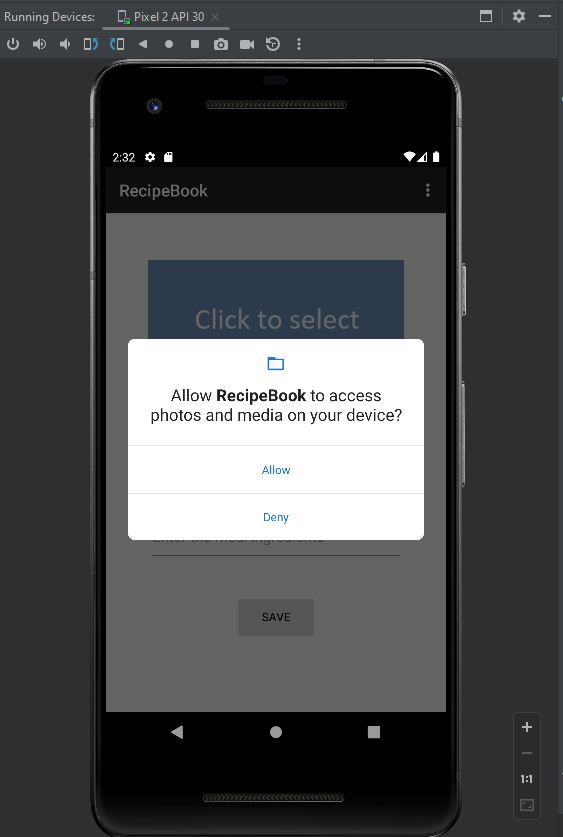 Running Devices: Pixel 2 API 30
2:32
RecipeBook
Click to select
Allow RecipeBook to access
photos and media on your device?
Allow
Deny
Enter the meal ingredients
SAVE
1:1